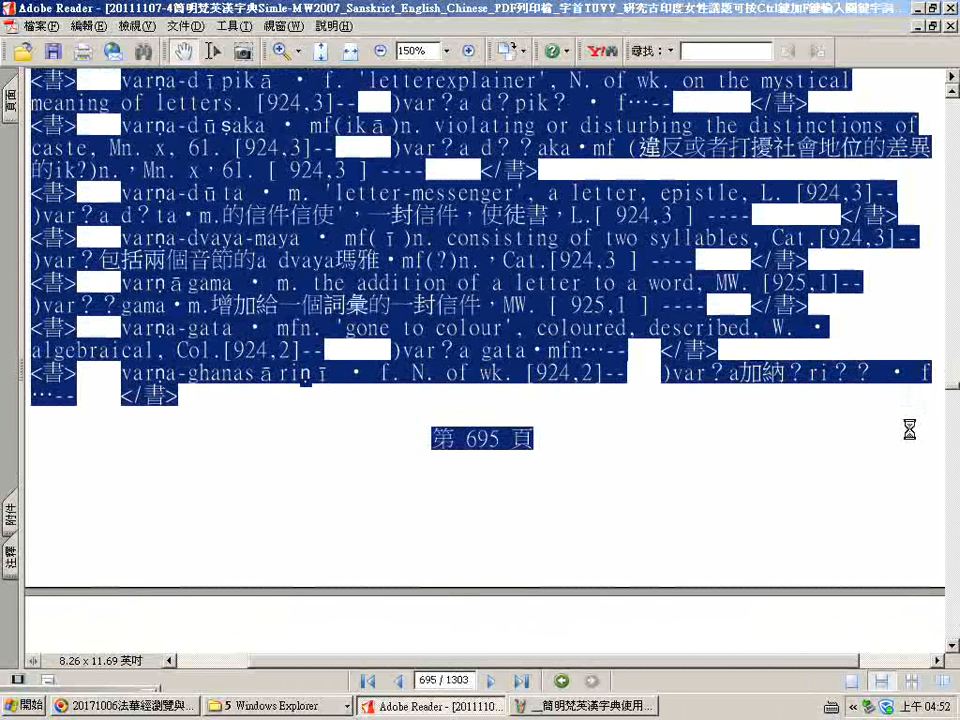 Adobe Reader - [20111107-4簡明梵英漢字典Simle-MW2007_Sanskrict_English_Chinese_PDF列印檔_字首TUVY_研究古印度女性議題可按Ctrl鍵加F鍵輸入關鍵字詞...
檔案(F) 編輯(E) 檢視(V) 文件(D) 工具(T) 視窗(W) 說明(H)
150% 尋找：
頁面
附件
注釋
<書> varṇa-dīpikā · f. 'letterexplainer', N. of wk. on the mystical
meaning of letters. [924,3]-- )var？a d？pik？ · f…-- </書>
<書> varṇa-dūṣaka · mf(ikā)n. violating or disturbing the distinctions of
caste, Mn. x, 61. [924,3]-- )var？a d？？aka·mf (違反或者打擾社會地位的差異
的ik?)n.，Mn. x，61. [ 924,3 ] ---- </書>
<書> varṇa-dūta · m. 'letter-messenger', a letter, epistle, L. [924,3]--
)var？a d？ta·m.的信件信使'，一封信件，使徒書，L.[ 924,3 ] ---- </書>
<書> varṇa-dvaya-maya · mf(ī)n. consisting of two syllables, Cat.[924,3]--
)var？包括兩個音節的a dvaya瑪雅·mf(?)n.，Cat.[924,3 ] ---- </書>
<書> varṇāgama · m. the addition of a letter to a word, MW. [925,1]--
)var？？gama·m.增加給一個詞彙的一封信件，MW. [ 925,1 ] ---- </書>
<書> varṇa-gata · mfn. 'gone to colour', coloured, described, W. ·
algebraical, Col.[924,2]-- )var？a gata·mfn…-- </書>
<書> varṇa-ghanasāriṇī · f. N. of wk. [924,2]-- )var？a加納？ri？？ · f
…-- </書>
第 695 頁
8.26 x 11.69 英吋
695 / 1303
開始 20171006法華經瀏覽與... 5 Windows Explorer Adobe Reader - [2011110... __簡明梵英漢字典使用... 上午 04:52